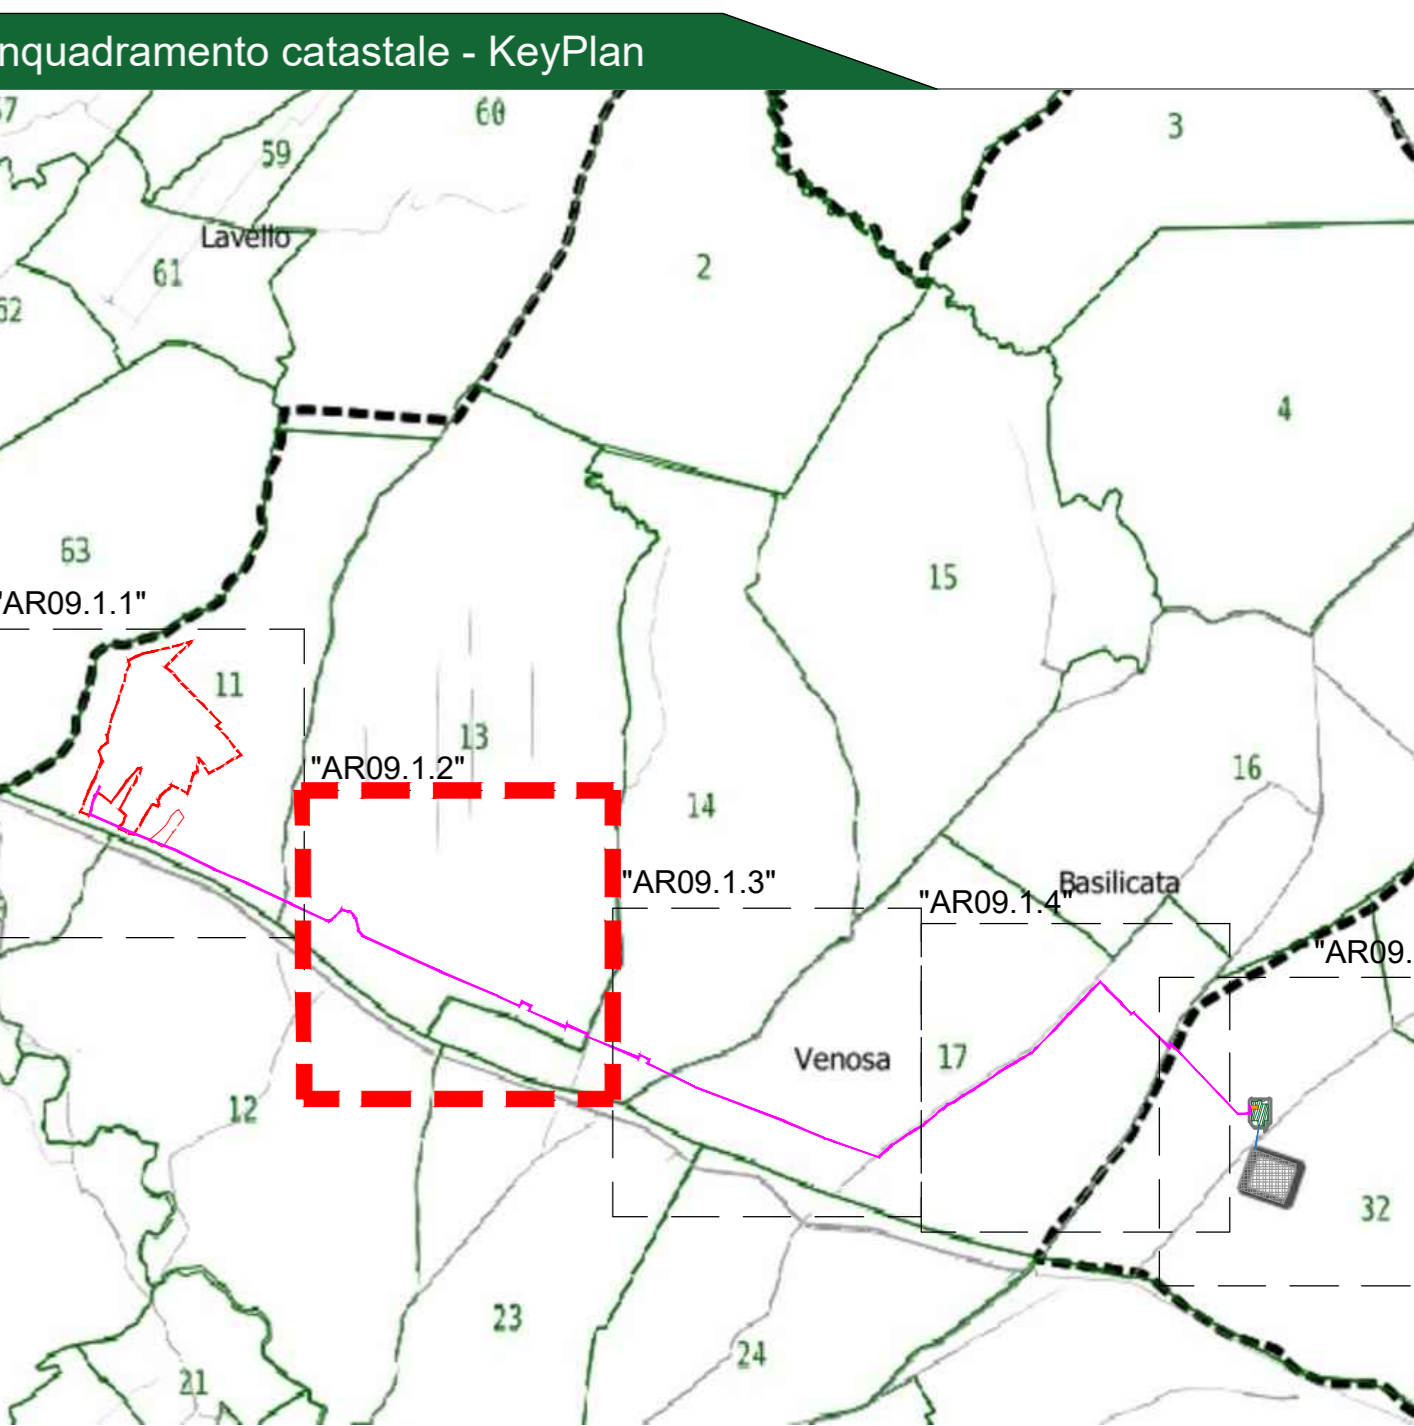 nquadramento catastale - KeyPlan
57
60
59
3
Lavello
61
2
62
4
63
15
"AR09.1.1"
11
13
"AR09.1.2"
16
14
"AR09.1.3"
Basilicata
"AR09.1.4"
"AR09.
Venosa
17
12
32
23
24
21